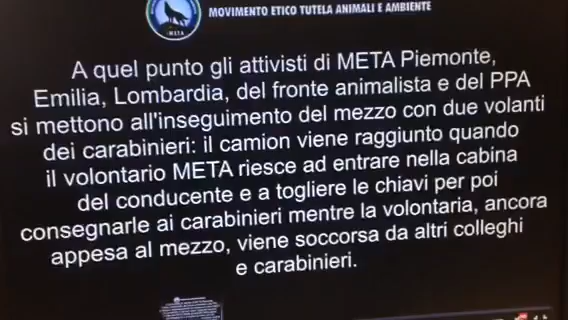 MOVIMENTO ETICO TUTELA ANIMALI E AMBIENTE
META
A quel punto gli attivisti di META Piemonte,
Emilia, Lombardia, del fronte animalista e del PPA
si mettono all'inseguimento del mezzo con due volanti
dei carabinieri: il camion viene raggiunto quando
il volontario META riesce ad entrare nella cabina
del conducente e a togliere le chiavi per poi
consegnarle ai carabinieri mentre la volontaria, ancora
appesa al mezzo, viene soccorsa da altri colleghi
e carabinieri.